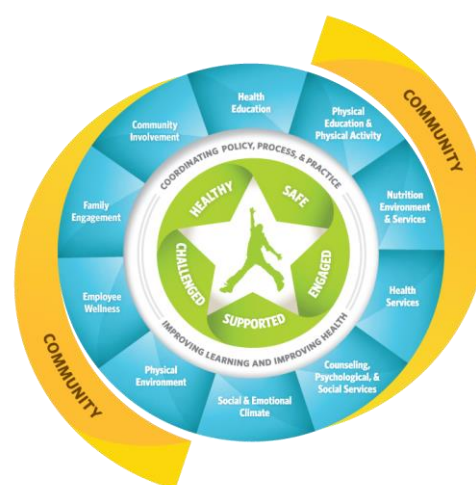 COMMUNITY
Health
Education
Physical
Education &
Physical Activity
Nutrition
Environment
& Services
Health
Services
Counseling,
Psychological, &
Social Services
Social & Emotional
Climate
Physical
Environment
Employee
Wellness
Family
Engagement
Community
Involvement
COORDINATING POLICY, PROCESS, & PRACTICE
IMPROVING LEARNING AND IMPROVING HEALTH
HEALTHY
SAFE
ENGAGED
SUPPORTED
CHALLENGED
COMMUNITY